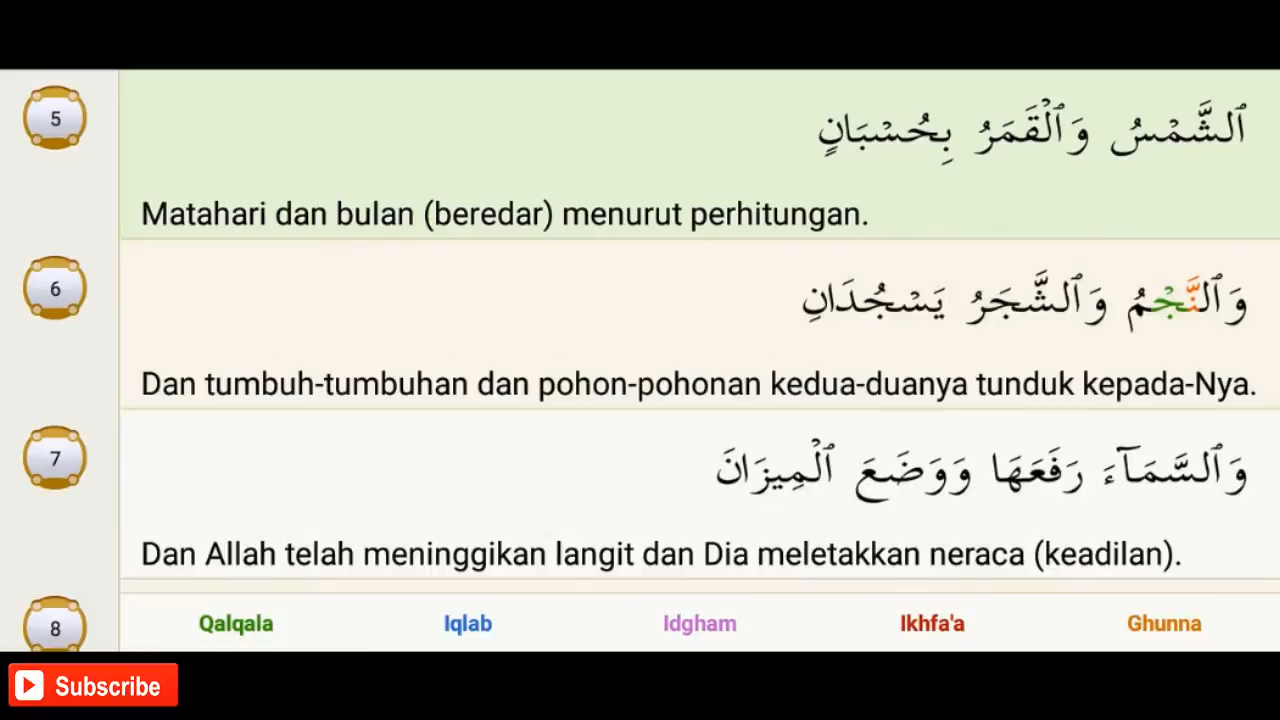 5
ٱلشَّمْسُ وَٱلْقَمَرُ بِحُسْبَانٍ
Matahari dan bulan (beredar) menurut perhitungan.
6
وَٱلنَّجْمُ وَٱلشَّجَرُ يَسْجُدَانِ
Dan tumbuh-tumbuhan dan pohon-pohonan kedua-duanya tunduk kepada-Nya.
7
وَٱلسَّمَآءَ رَفَعَهَا وَوَضَعَ ٱلْمِيزَانَ
Dan Allah telah meninggikan langit dan Dia meletakkan neraca (keadilan).
8
Qalqala Iqlab Idgham Ikhfa'a Ghunna
Subscribe